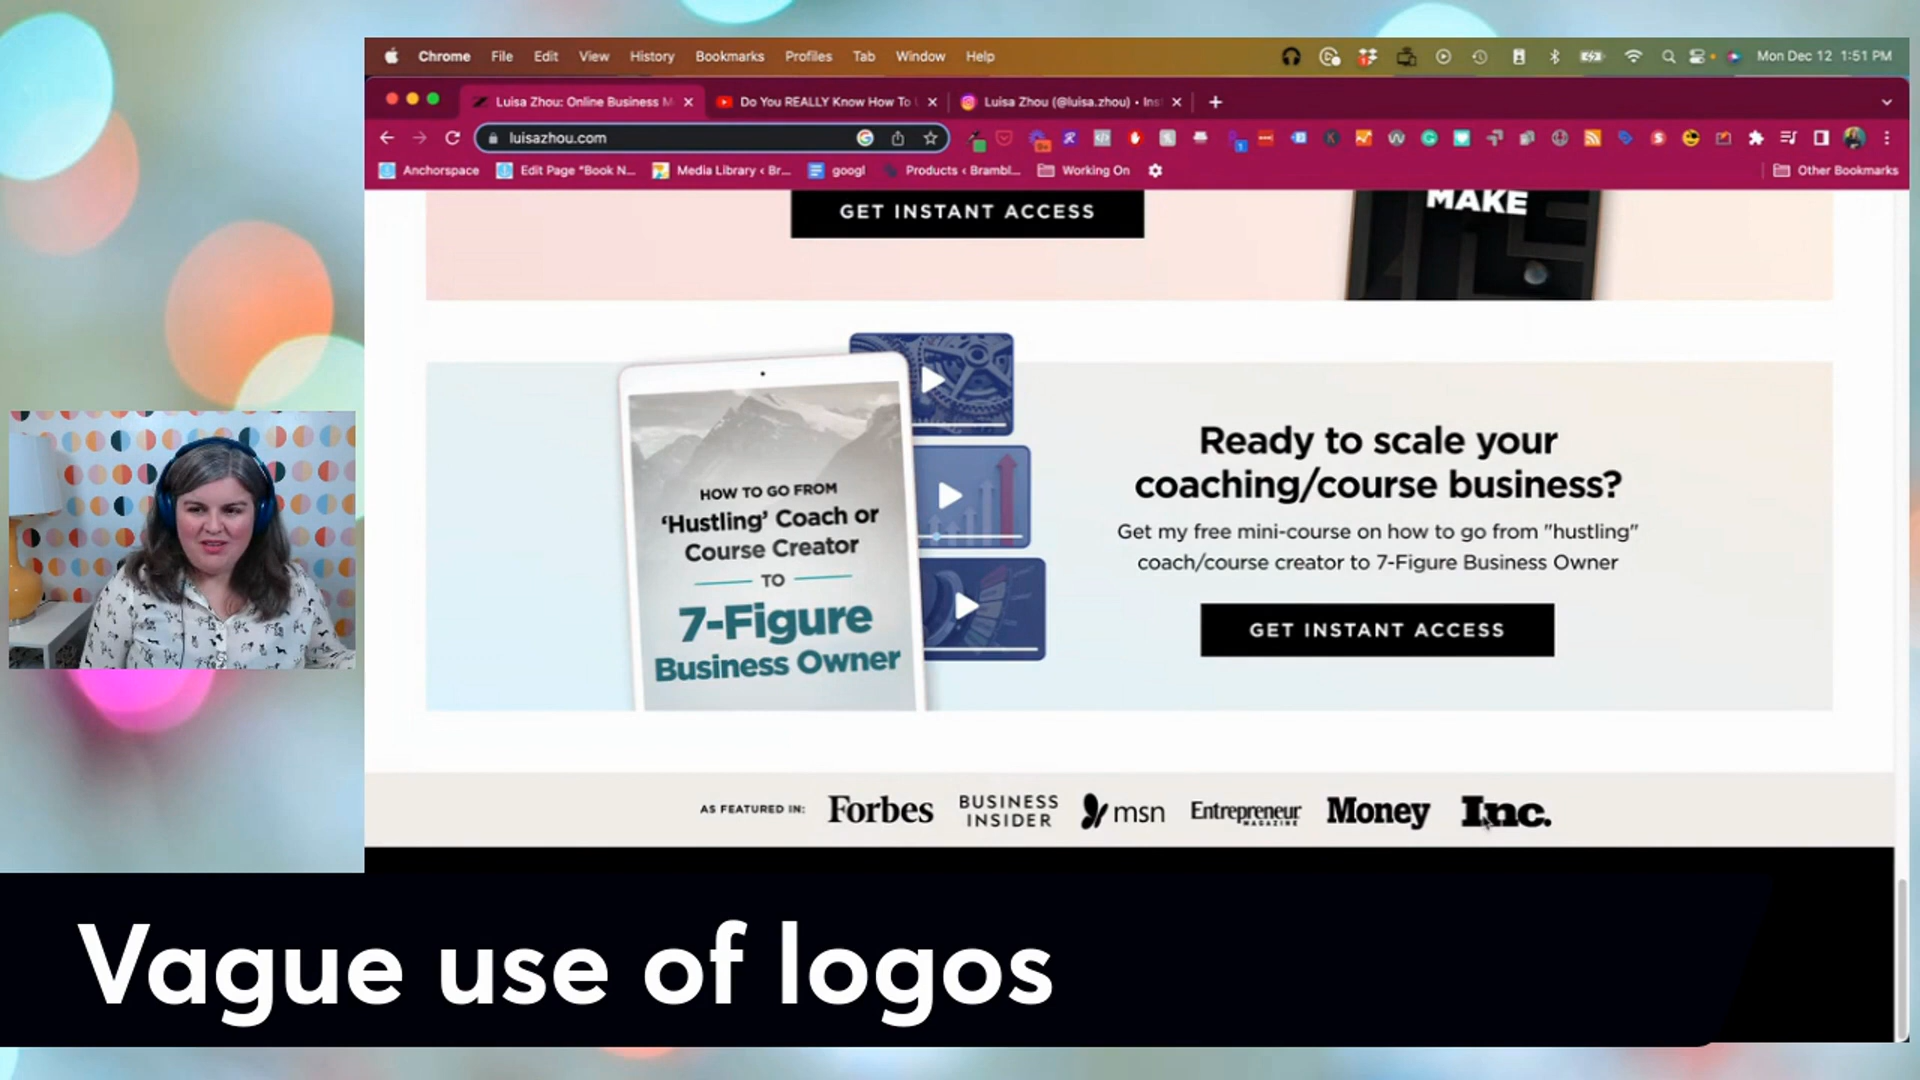 Chrome File Edit View History Bookmarks Profiles Tab Window Help
Mon Dec 12 1:51 PM
Luisa Zhou: Online Business M
Do You REALLY Know How To
Luisa Zhou (@luisa.zhou) • Ins
luisazhou.com
Anchorspace
Edit Page "Book N...
Media Library < Br...
googl
Products < Brambl...
Working On
Other Bookmarks
GET INSTANT ACCESS
MAKE
HOW TO GO FROM
'Hustling' Coach or
Course Creator
TO
7-Figure
Business Owner
Ready to scale your
coaching/course business?
Get my free mini-course on how to go from "hustling"
coach/course creator to 7-Figure Business Owner
GET INSTANT ACCESS
AS FEATURED IN:
Forbes
BUSINESS
INSIDER
msn
Entrepreneur
MAGAZINE
Money
Inc.
Vague use of logos